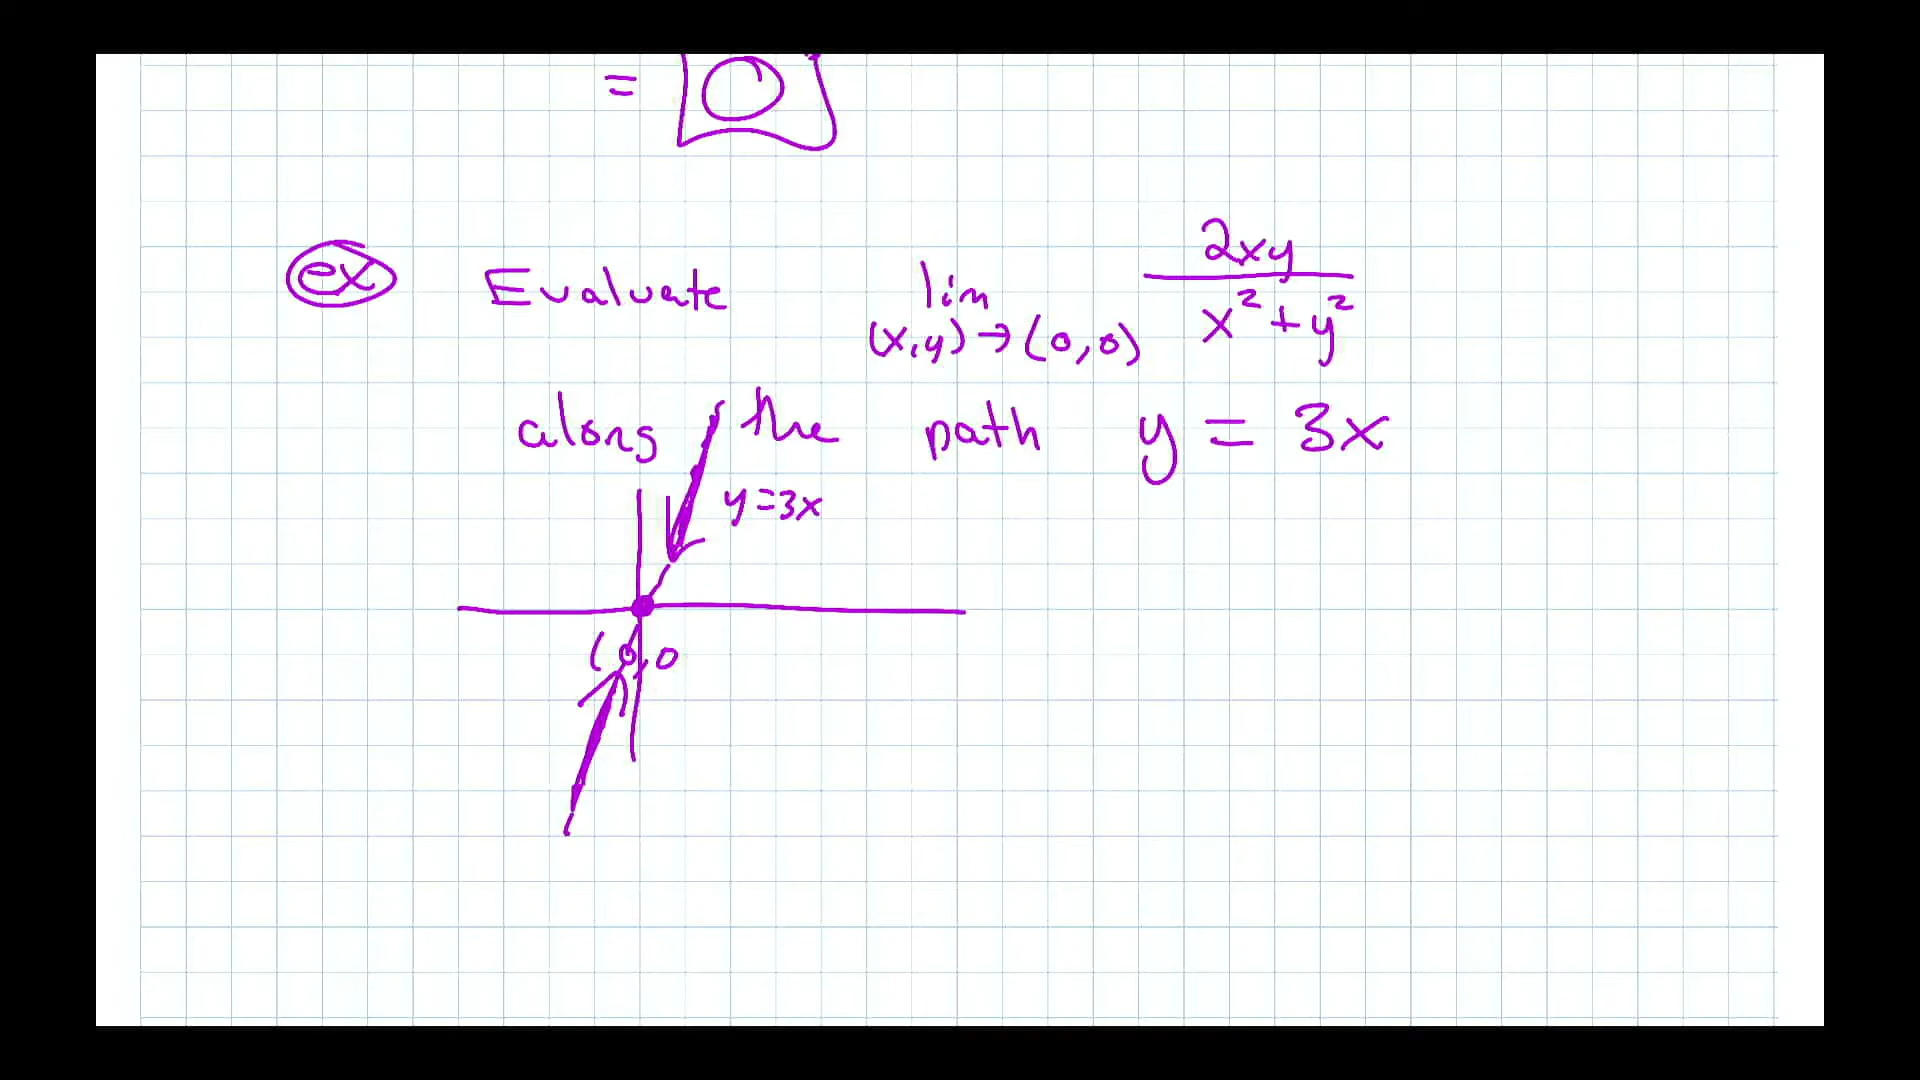 = 0
ex Evaluate lim (x,y)→(0,0) 2xy / x²+y²
along the path y = 3x
y=3x
(0,0